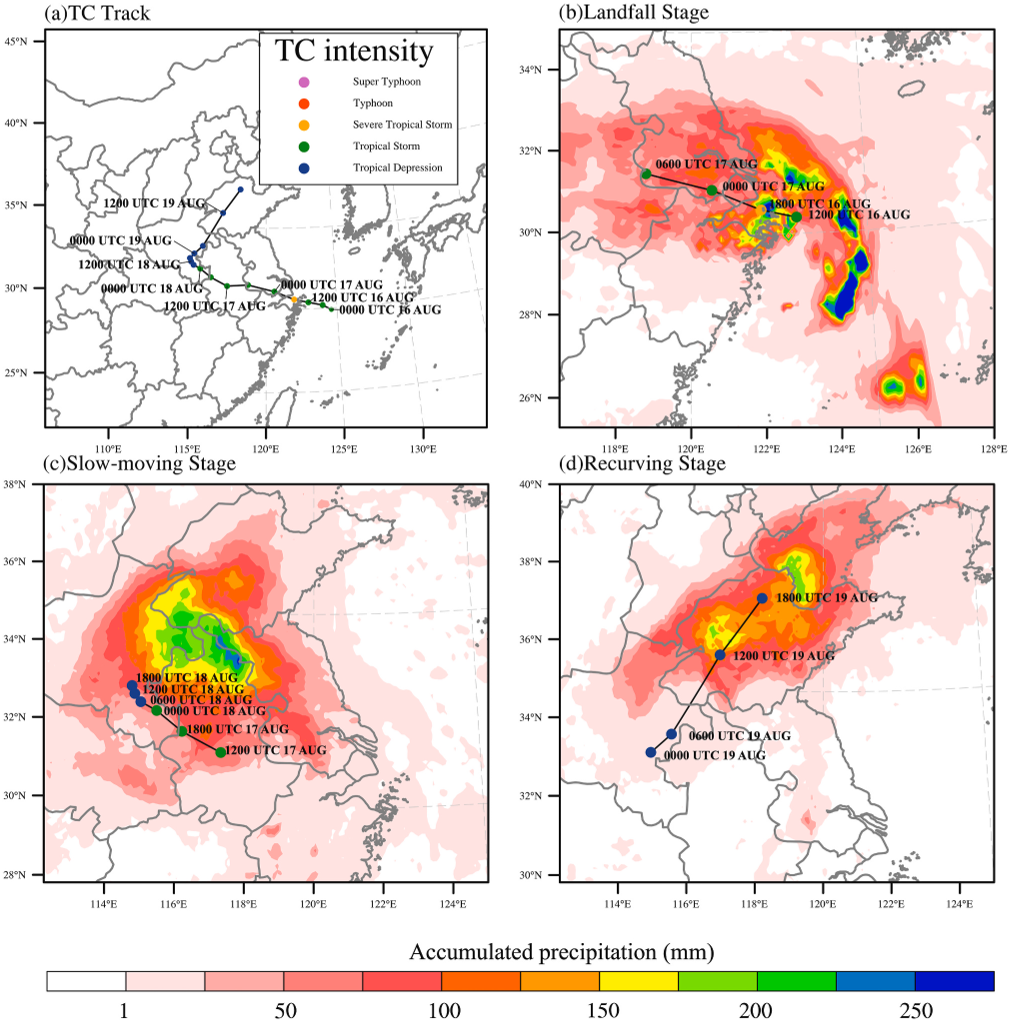 (a)TC Track
TC intensity
Super Typhoon
Typhoon
Severe Tropical Storm
Tropical Storm
Tropical Depression
45°N
40°N
35°N
30°N
25°N
1200 UTC 19 AUG
0000 UTC 19 AUG
1200 UTC 18 AUG
0000 UTC 18 AUG
1200 UTC 17 AUG
0000 UTC 17 AUG
1200 UTC 16 AUG
0000 UTC 16 AUG
110°E 115°E 120°E 125°E 130°E
(b)Landfall Stage
34°N
32°N
30°N
28°N
26°N
0600 UTC 17 AUG
0000 UTC 17 AUG
1800 UTC 16 AUG
1200 UTC 16 AUG
118°E 120°E 122°E 124°E 126°E 128°E
(c)Slow-moving Stage
38°N
36°N
34°N
32°N
30°N
28°N
1800 UTC 18 AUG
1200 UTC 18 AUG
0600 UTC 18 AUG
0000 UTC 18 AUG
1800 UTC 17 AUG
1200 UTC 17 AUG
114°E 116°E 118°E 120°E 122°E 124°E
(d)Recurving Stage
40°N
38°N
36°N
34°N
32°N
30°N
1800 UTC 19 AUG
1200 UTC 19 AUG
0600 UTC 19 AUG
0000 UTC 19 AUG
114°E 116°E 118°E 120°E 122°E 124°E
Accumulated precipitation (mm)
1 50 100 150 200 250